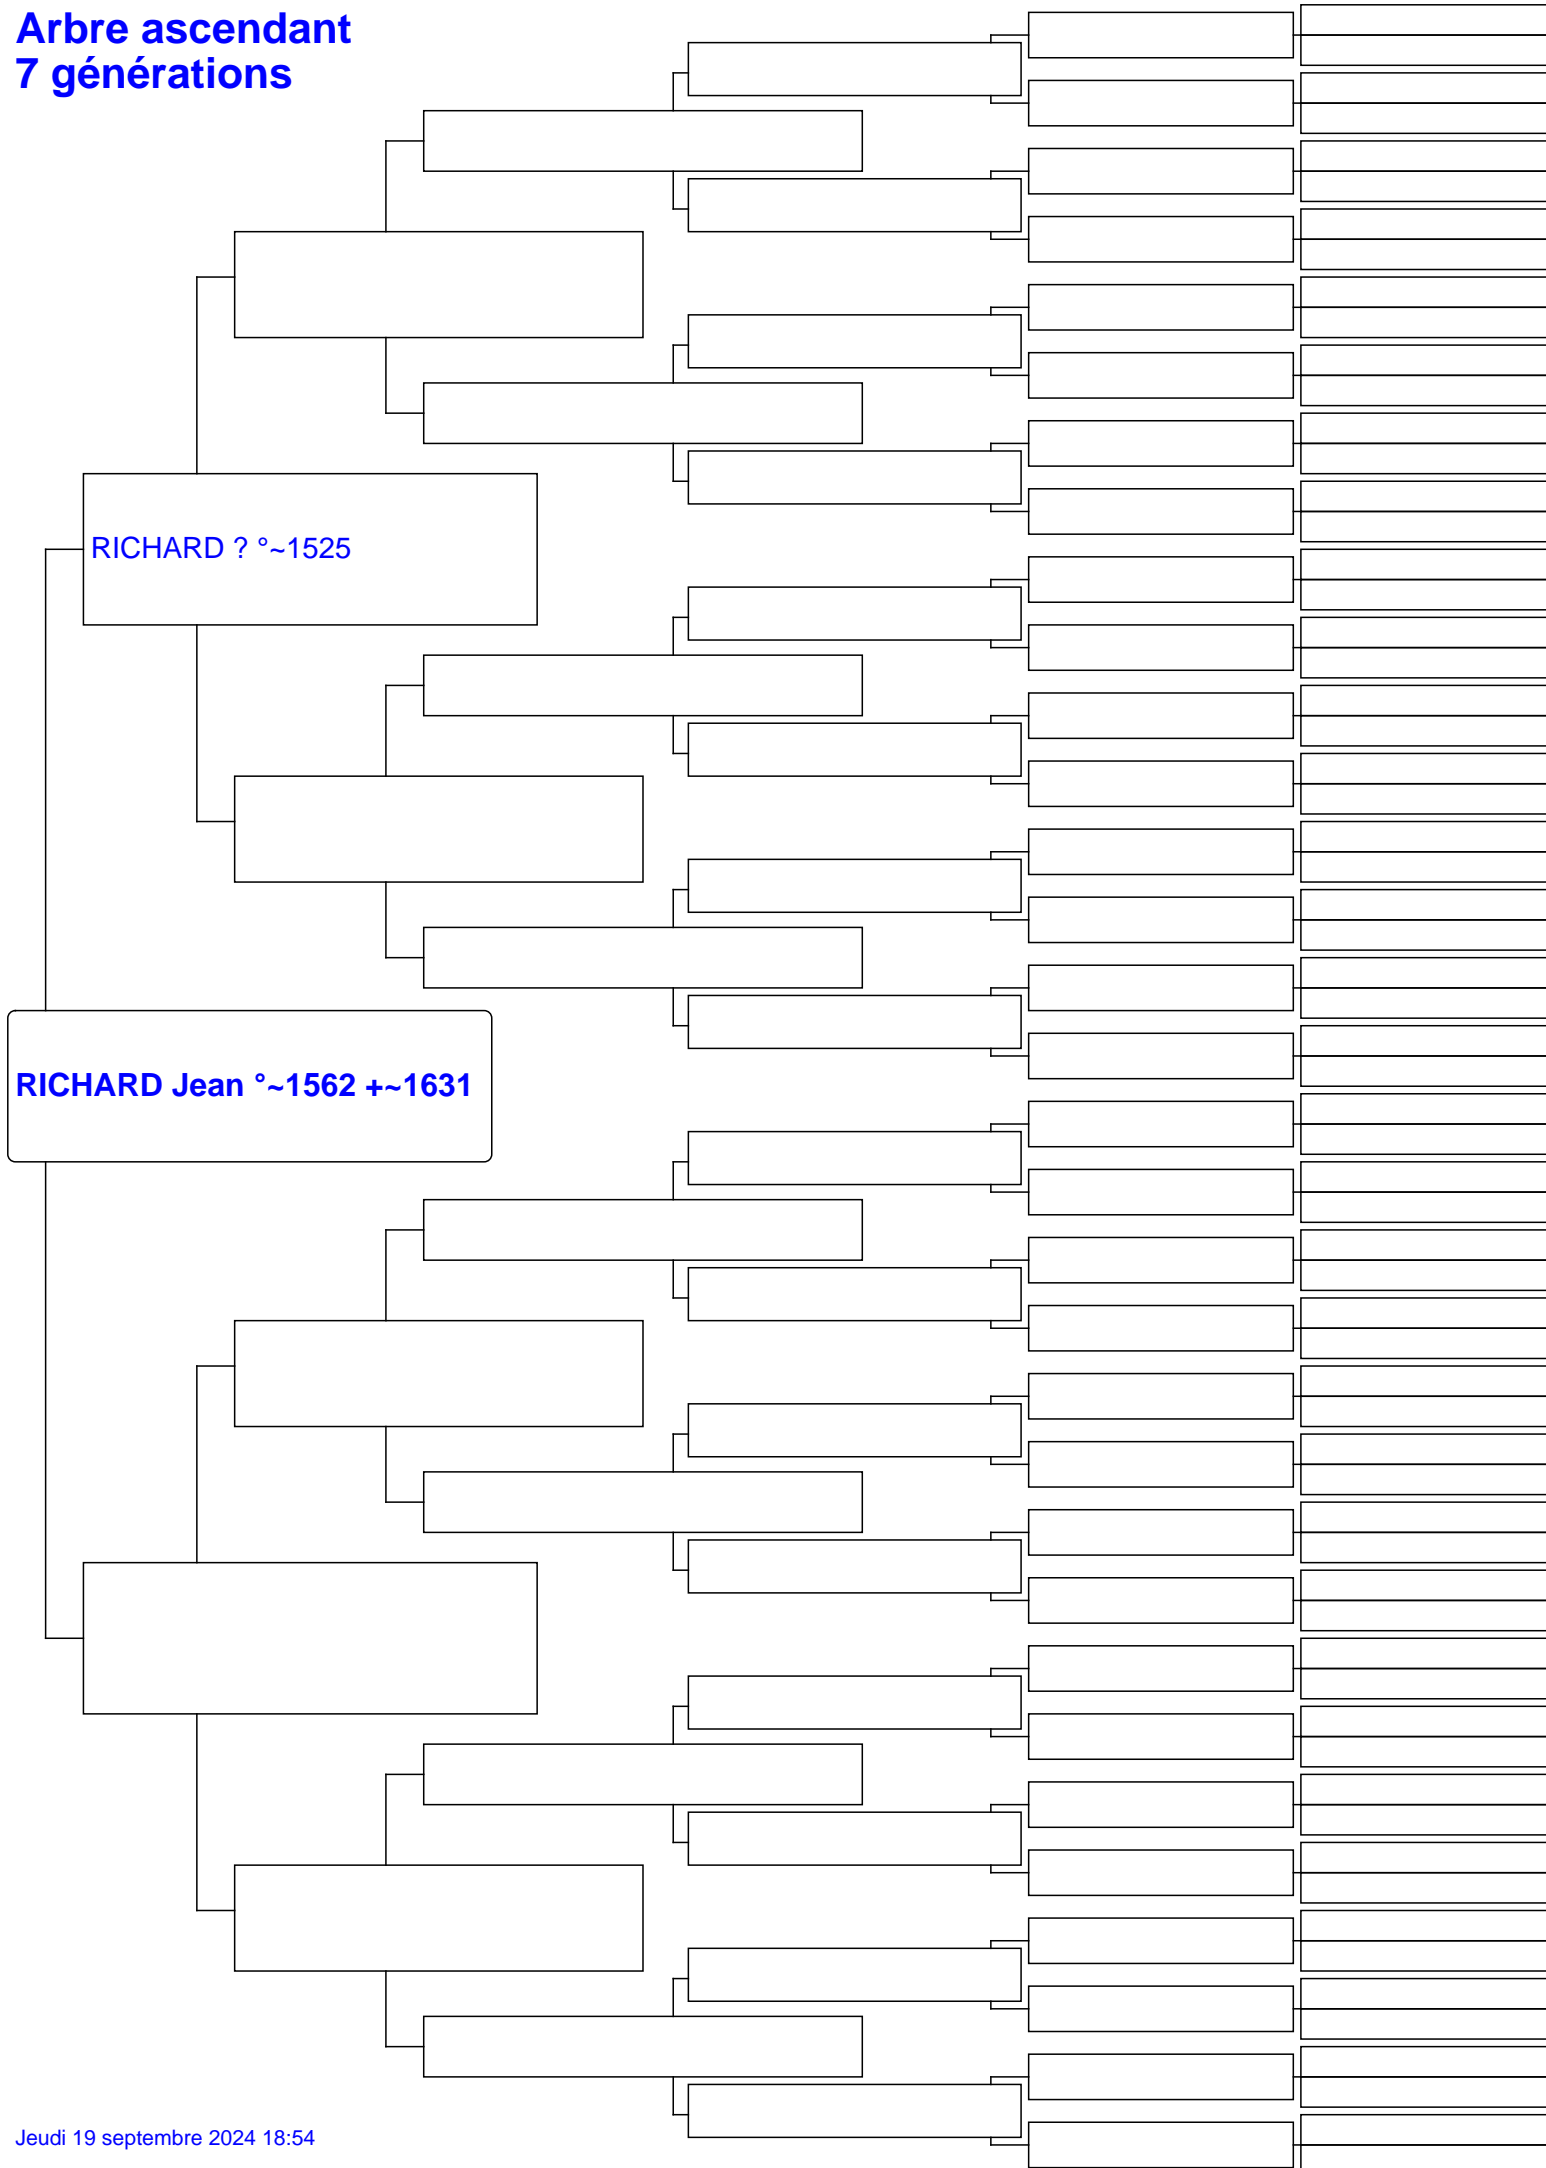 Arbre ascendant
7 générations
RICHARD ? °~1525
RICHARD Jean °~1562 +~1631
Jeudi 19 septembre 2024 18:54